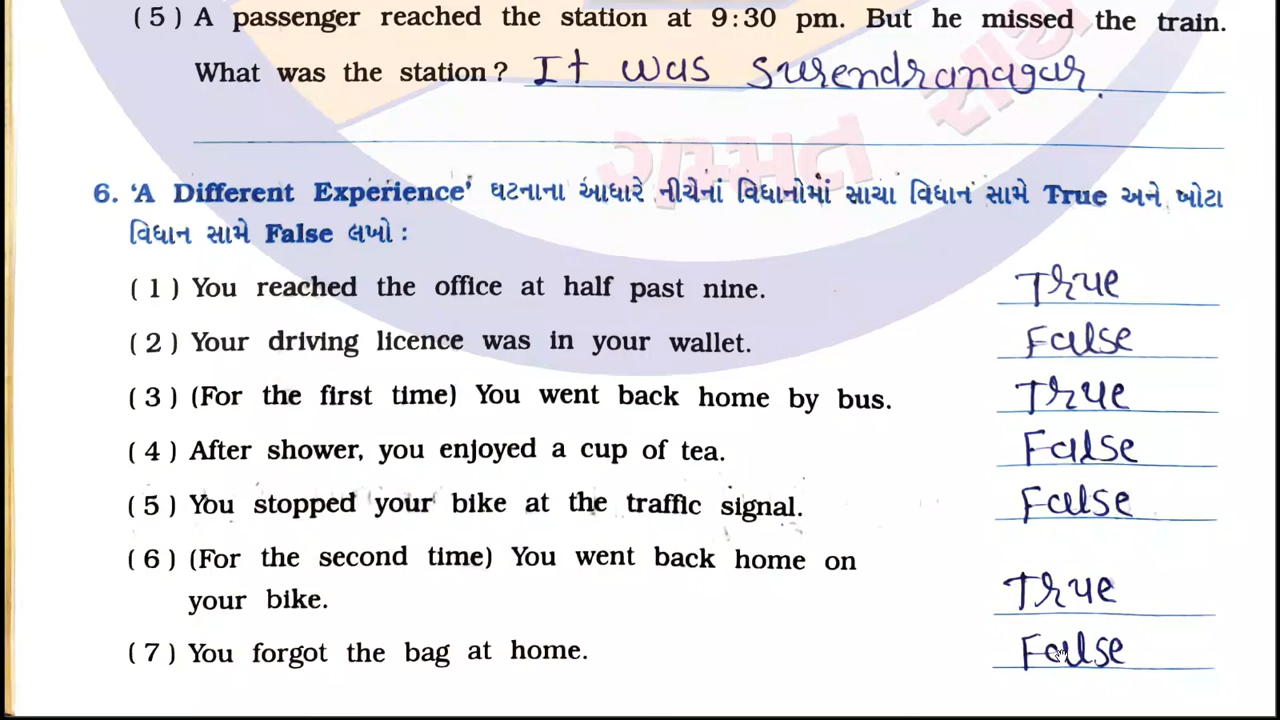 ( 5 ) A passenger reached the station at 9:30 pm. But he missed the train.
What was the station? It was Surendranagar.
ગમ્મત સાથે
6. 'A Different Experience' ઘટનાના આધારે નીચેનાં વિધાનોમાં સાચા વિધાન સામે True અને ખોટા
વિધાન સામે False લખો :
( 1 ) You reached the office at half past nine. True
( 2 ) Your driving licence was in your wallet. False
( 3 ) (For the first time) You went back home by bus. True
( 4 ) After shower, you enjoyed a cup of tea. False
( 5 ) You stopped your bike at the traffic signal. False
( 6 ) (For the second time) You went back home on
your bike. True
( 7 ) You forgot the bag at home. False